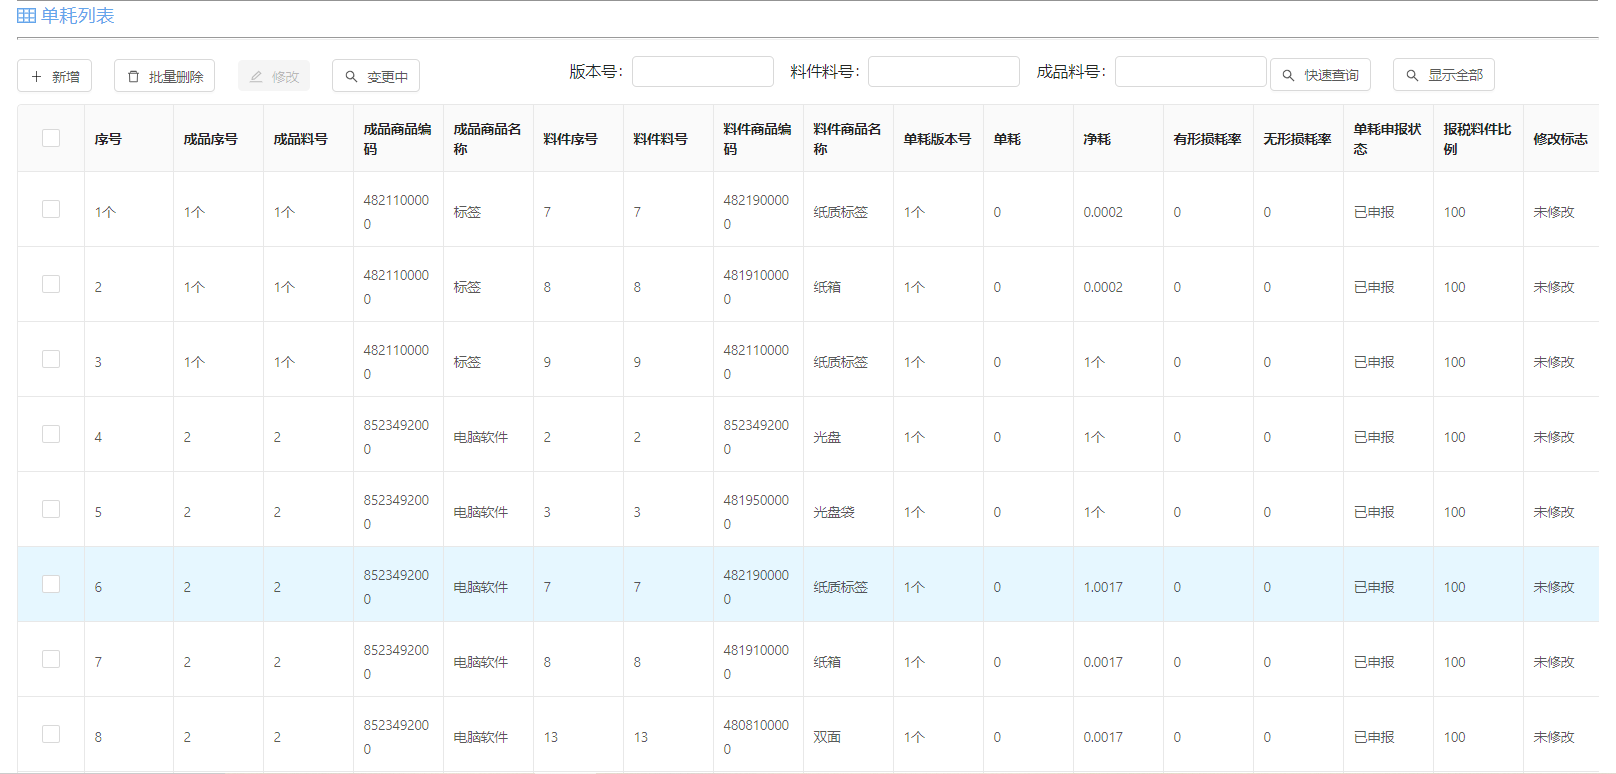 单耗列表
新增 批量删除 修改 变更中 版本号： 料件料号： 成品料号： 快速查询 显示全部
序号 成品序号 成品料号 成品商品编码 成品商品名称 料件序号 料件料号 料件商品编码 料件商品名称 单耗版本号 单耗 净耗 有形损耗率 无形损耗率 单耗申报状态 报税料件比例 修改标志
1个 1个 1个 4821100000 标签 7 7 4821900000 纸质标签 1个 0 0.0002 0 0 已申报 100 未修改
2 1个 1个 4821100000 标签 8 8 4819100000 纸箱 1个 0 0.0002 0 0 已申报 100 未修改
3 1个 1个 4821100000 标签 9 9 4821100000 纸质标签 1个 0 1个 0 0 已申报 100 未修改
4 2 2 8523492000 电脑软件 2 2 8523492000 光盘 1个 0 1个 0 0 已申报 100 未修改
5 2 2 8523492000 电脑软件 3 3 4819500000 光盘袋 1个 0 1个 0 0 已申报 100 未修改
6 2 2 8523492000 电脑软件 7 7 4821900000 纸质标签 1个 0 1.0017 0 0 已申报 100 未修改
7 2 2 8523492000 电脑软件 8 8 4819100000 纸箱 1个 0 0.0017 0 0 已申报 100 未修改
8 2 2 8523492000 电脑软件 13 13 4808100000 双面 1个 0 0.0017 0 0 已申报 100 未修改